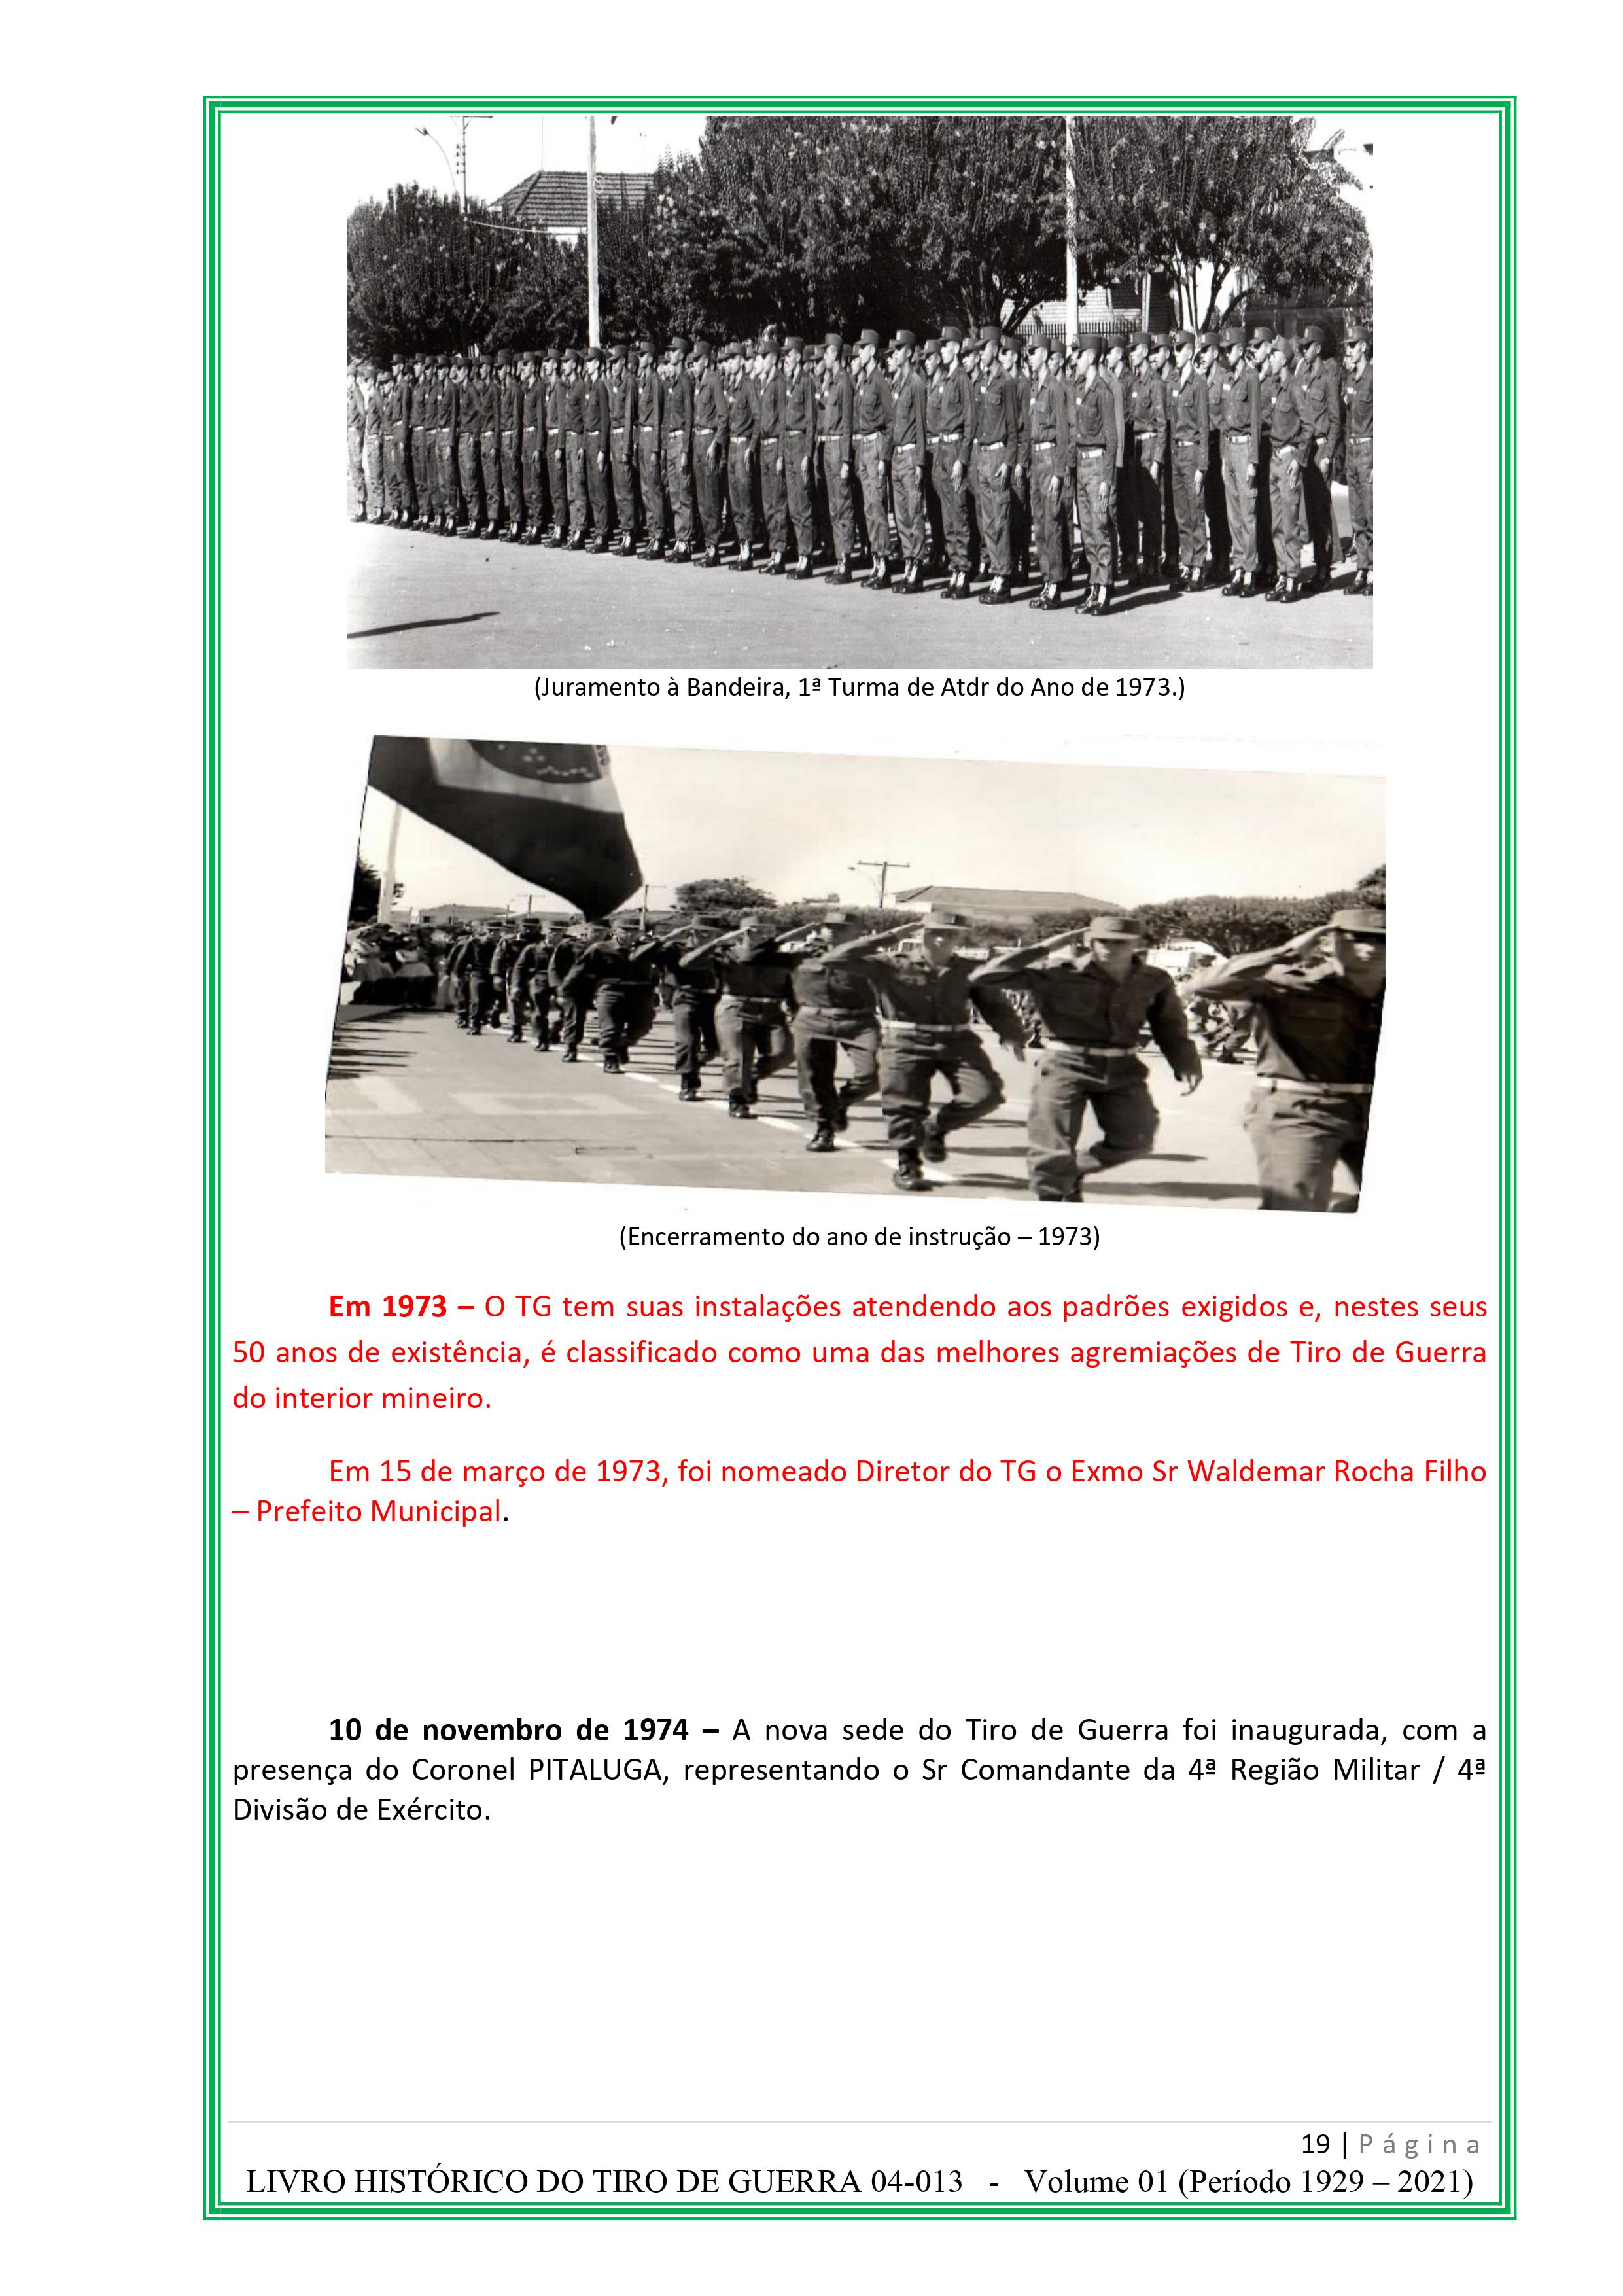 (Juramento à Bandeira, 1ª Turma de Atdr do Ano de 1973.)
(Encerramento do ano de instrução – 1973)
Em 1973 – O TG tem suas instalações atendendo aos padrões exigidos e, nestes seus
50 anos de existência, é classificado como uma das melhores agremiações de Tiro de Guerra
do interior mineiro.
Em 15 de março de 1973, foi nomeado Diretor do TG o Exmo Sr Waldemar Rocha Filho
– Prefeito Municipal.
10 de novembro de 1974 – A nova sede do Tiro de Guerra foi inaugurada, com a
presença do Coronel PITALUGA, representando o Sr Comandante da 4ª Região Militar / 4ª
Divisão de Exército.
19 | Página
LIVRO HISTÓRICO DO TIRO DE GUERRA 04-013 - Volume 01 (Período 1929 – 2021)